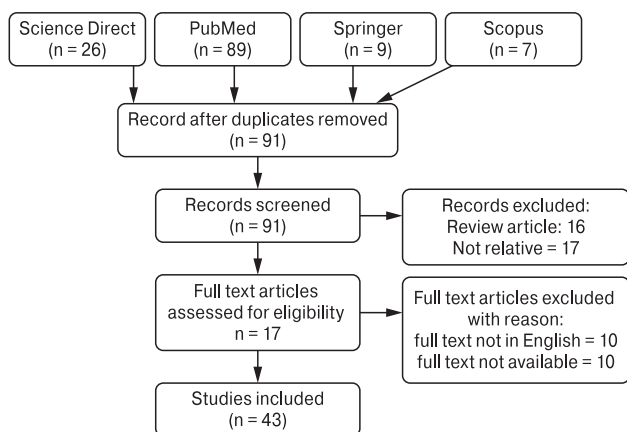 Science Direct
(n = 26)
PubMed
(n = 89)
Springer
(n = 9)
Scopus
(n = 7)
Record after duplicates removed
(n = 91)
Records screened
(n = 91)
Records excluded:
Review article: 16
Not relative = 17
Full text articles
assessed for eligibility
n = 17
Full text articles excluded
with reason:
full text not in English = 10
full text not available = 10
Studies included
(n = 43)